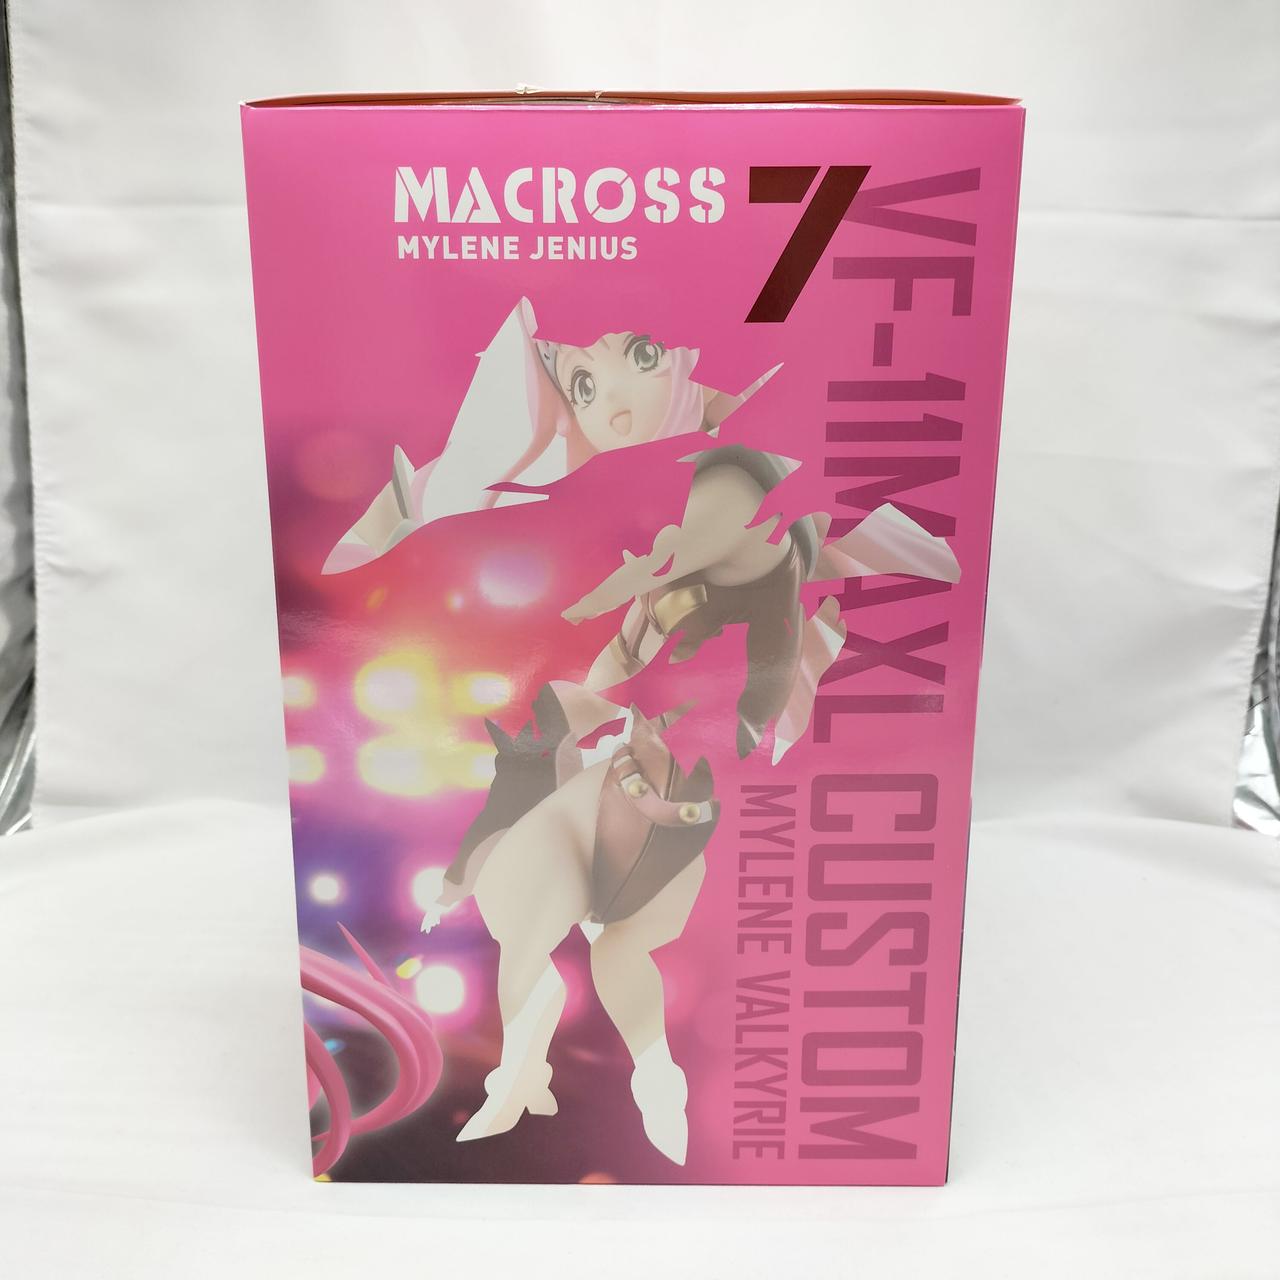 MACROSS 7
MYLENE JENIUS
VF-11MAXL CUSTOM
MYLENE VALKYRIE